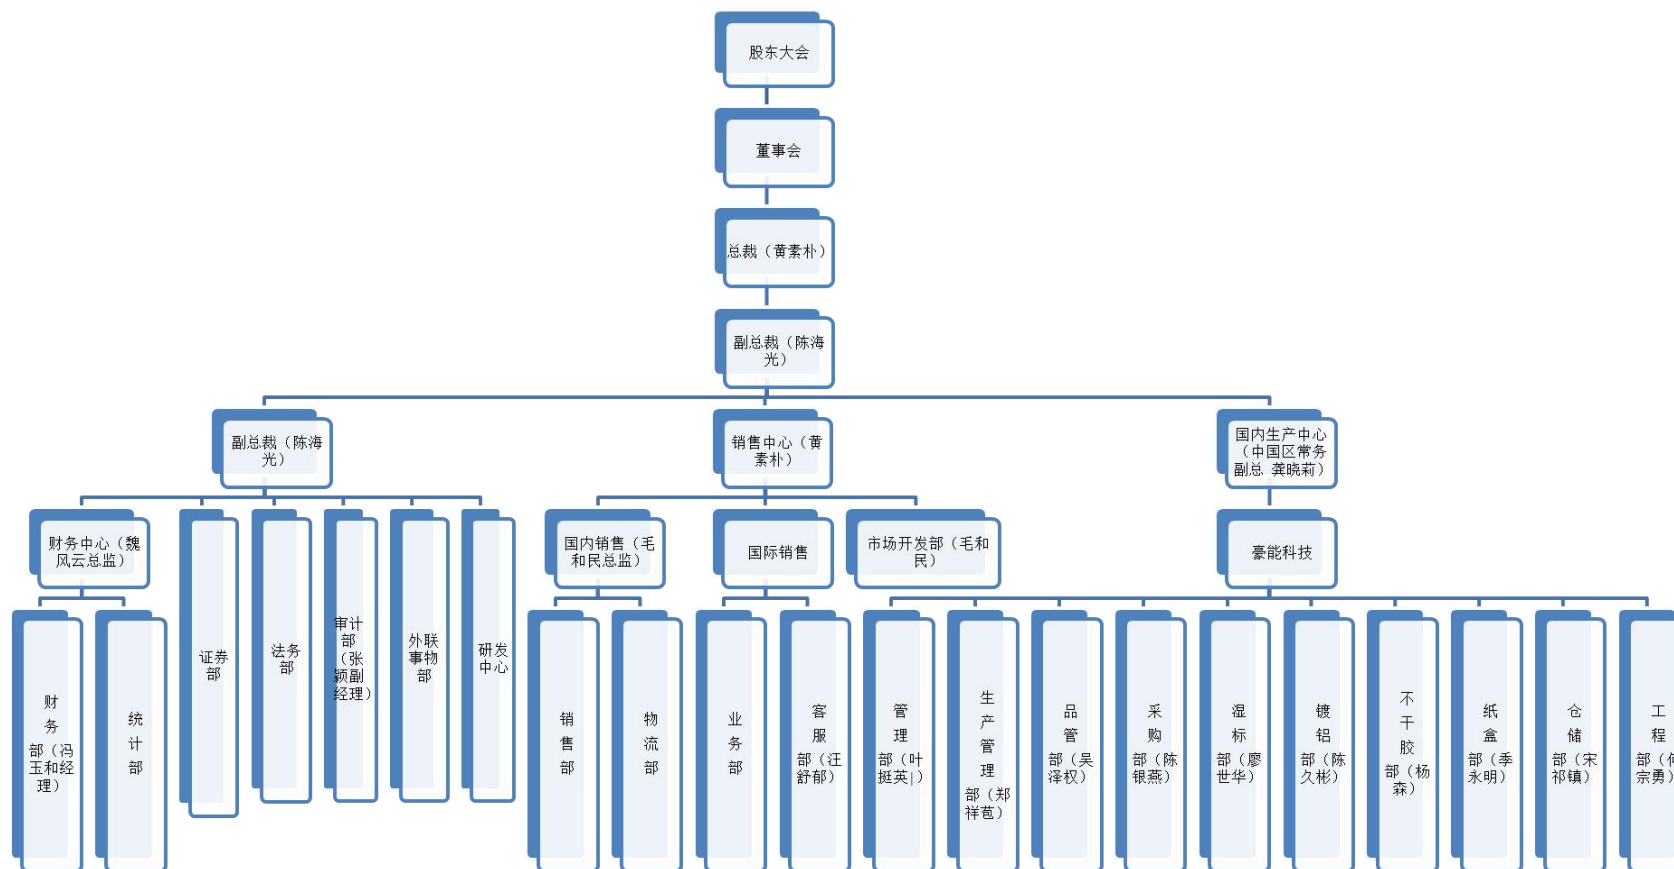 股东大会
董事会
总裁（黄素朴）
副总裁（陈海
光）
副总裁（陈海
光）
销售中心（黄
素朴）
国内生产中心
（中国区常务
副总 龚晓莉）
财务中心（魏
风云总监）
证券
部
法务
部
审计
部
（张
颖副
经理）
外联
事物
部
研发
中心
国内销售（毛
和民总监）
国际销售
市场开发部（毛和
民）
豪能科技
财
务
部（冯
玉和经
理）
统
计
部
销
售
部
物
流
部
业
务
部
客
服
部（汪
舒郁）
管
理
部（叶
挺英|）
生
产
管
理
部（郑
祥苞）
品
管
部（吴
泽权）
采
购
部（陈
银燕）
湿
标
部（廖
世华）
镀
铝
部（陈
久彬）
不
干
胶
部（杨
森）
纸
盒
部（季
永明）
仓
储
部（宋
祁镇）
工
程
部（何
宗勇）